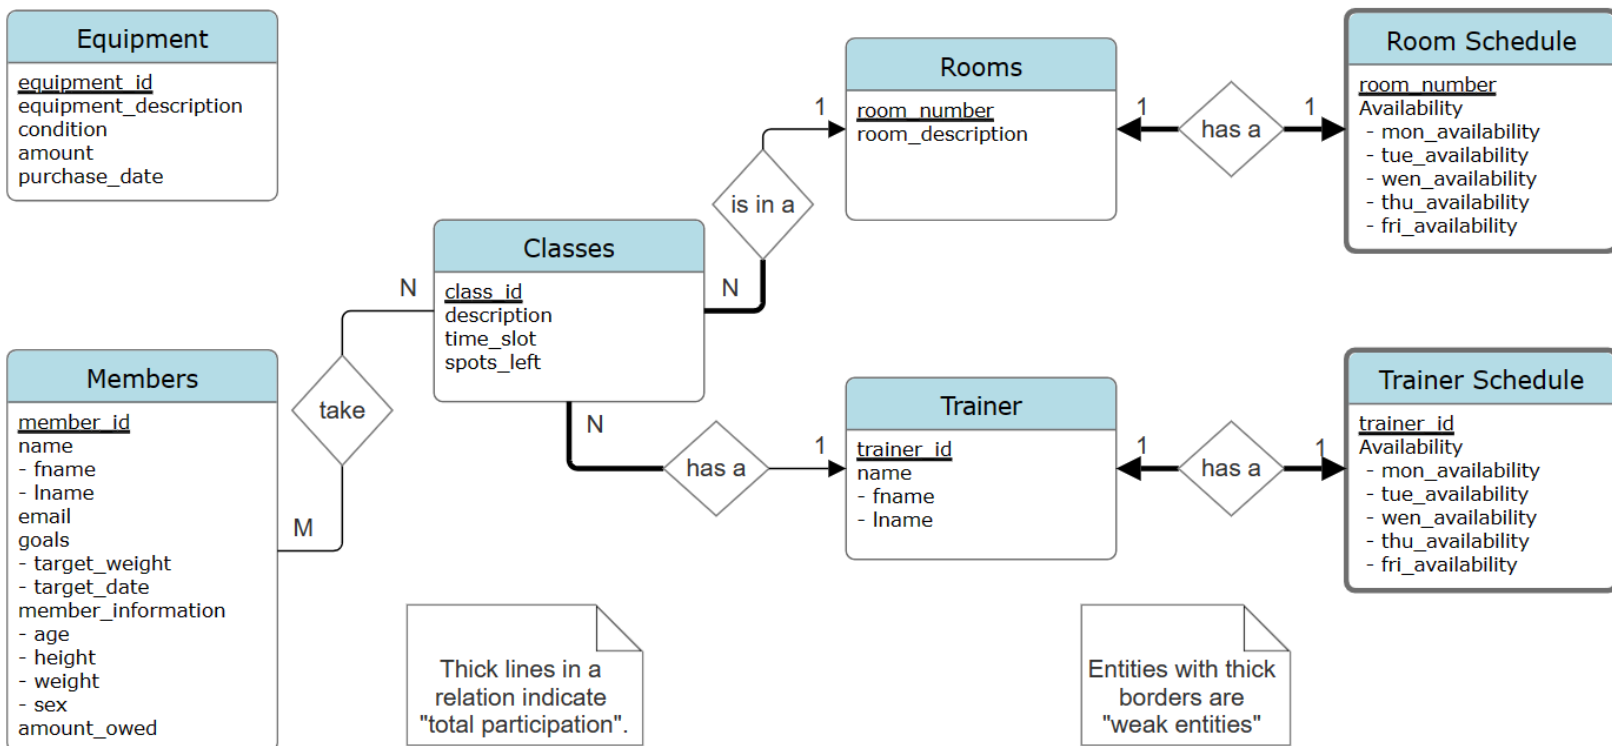 Equipment
equipment_id
equipment_description
condition
amount
purchase_date
Members
member_id
name
- fname
- lname
email
goals
- target_weight
- target_date
member_information
- age
- height
- weight
- sex
amount_owed
N
take
M
Classes
class_id
description
time_slot
spots_left
N
is in a
1
N
has a
1
Rooms
room_number
room_description
1
has a
1
Room Schedule
room_number
Availability
- mon_availability
- tue_availability
- wen_availability
- thu_availability
- fri_availability
Trainer
trainer_id
name
- fname
- lname
1
has a
1
Trainer Schedule
trainer_id
Availability
- mon_availability
- tue_availability
- wen_availability
- thu_availability
- fri_availability
Thick lines in a
relation indicate
"total participation".
Entities with thick
borders are
"weak entities"